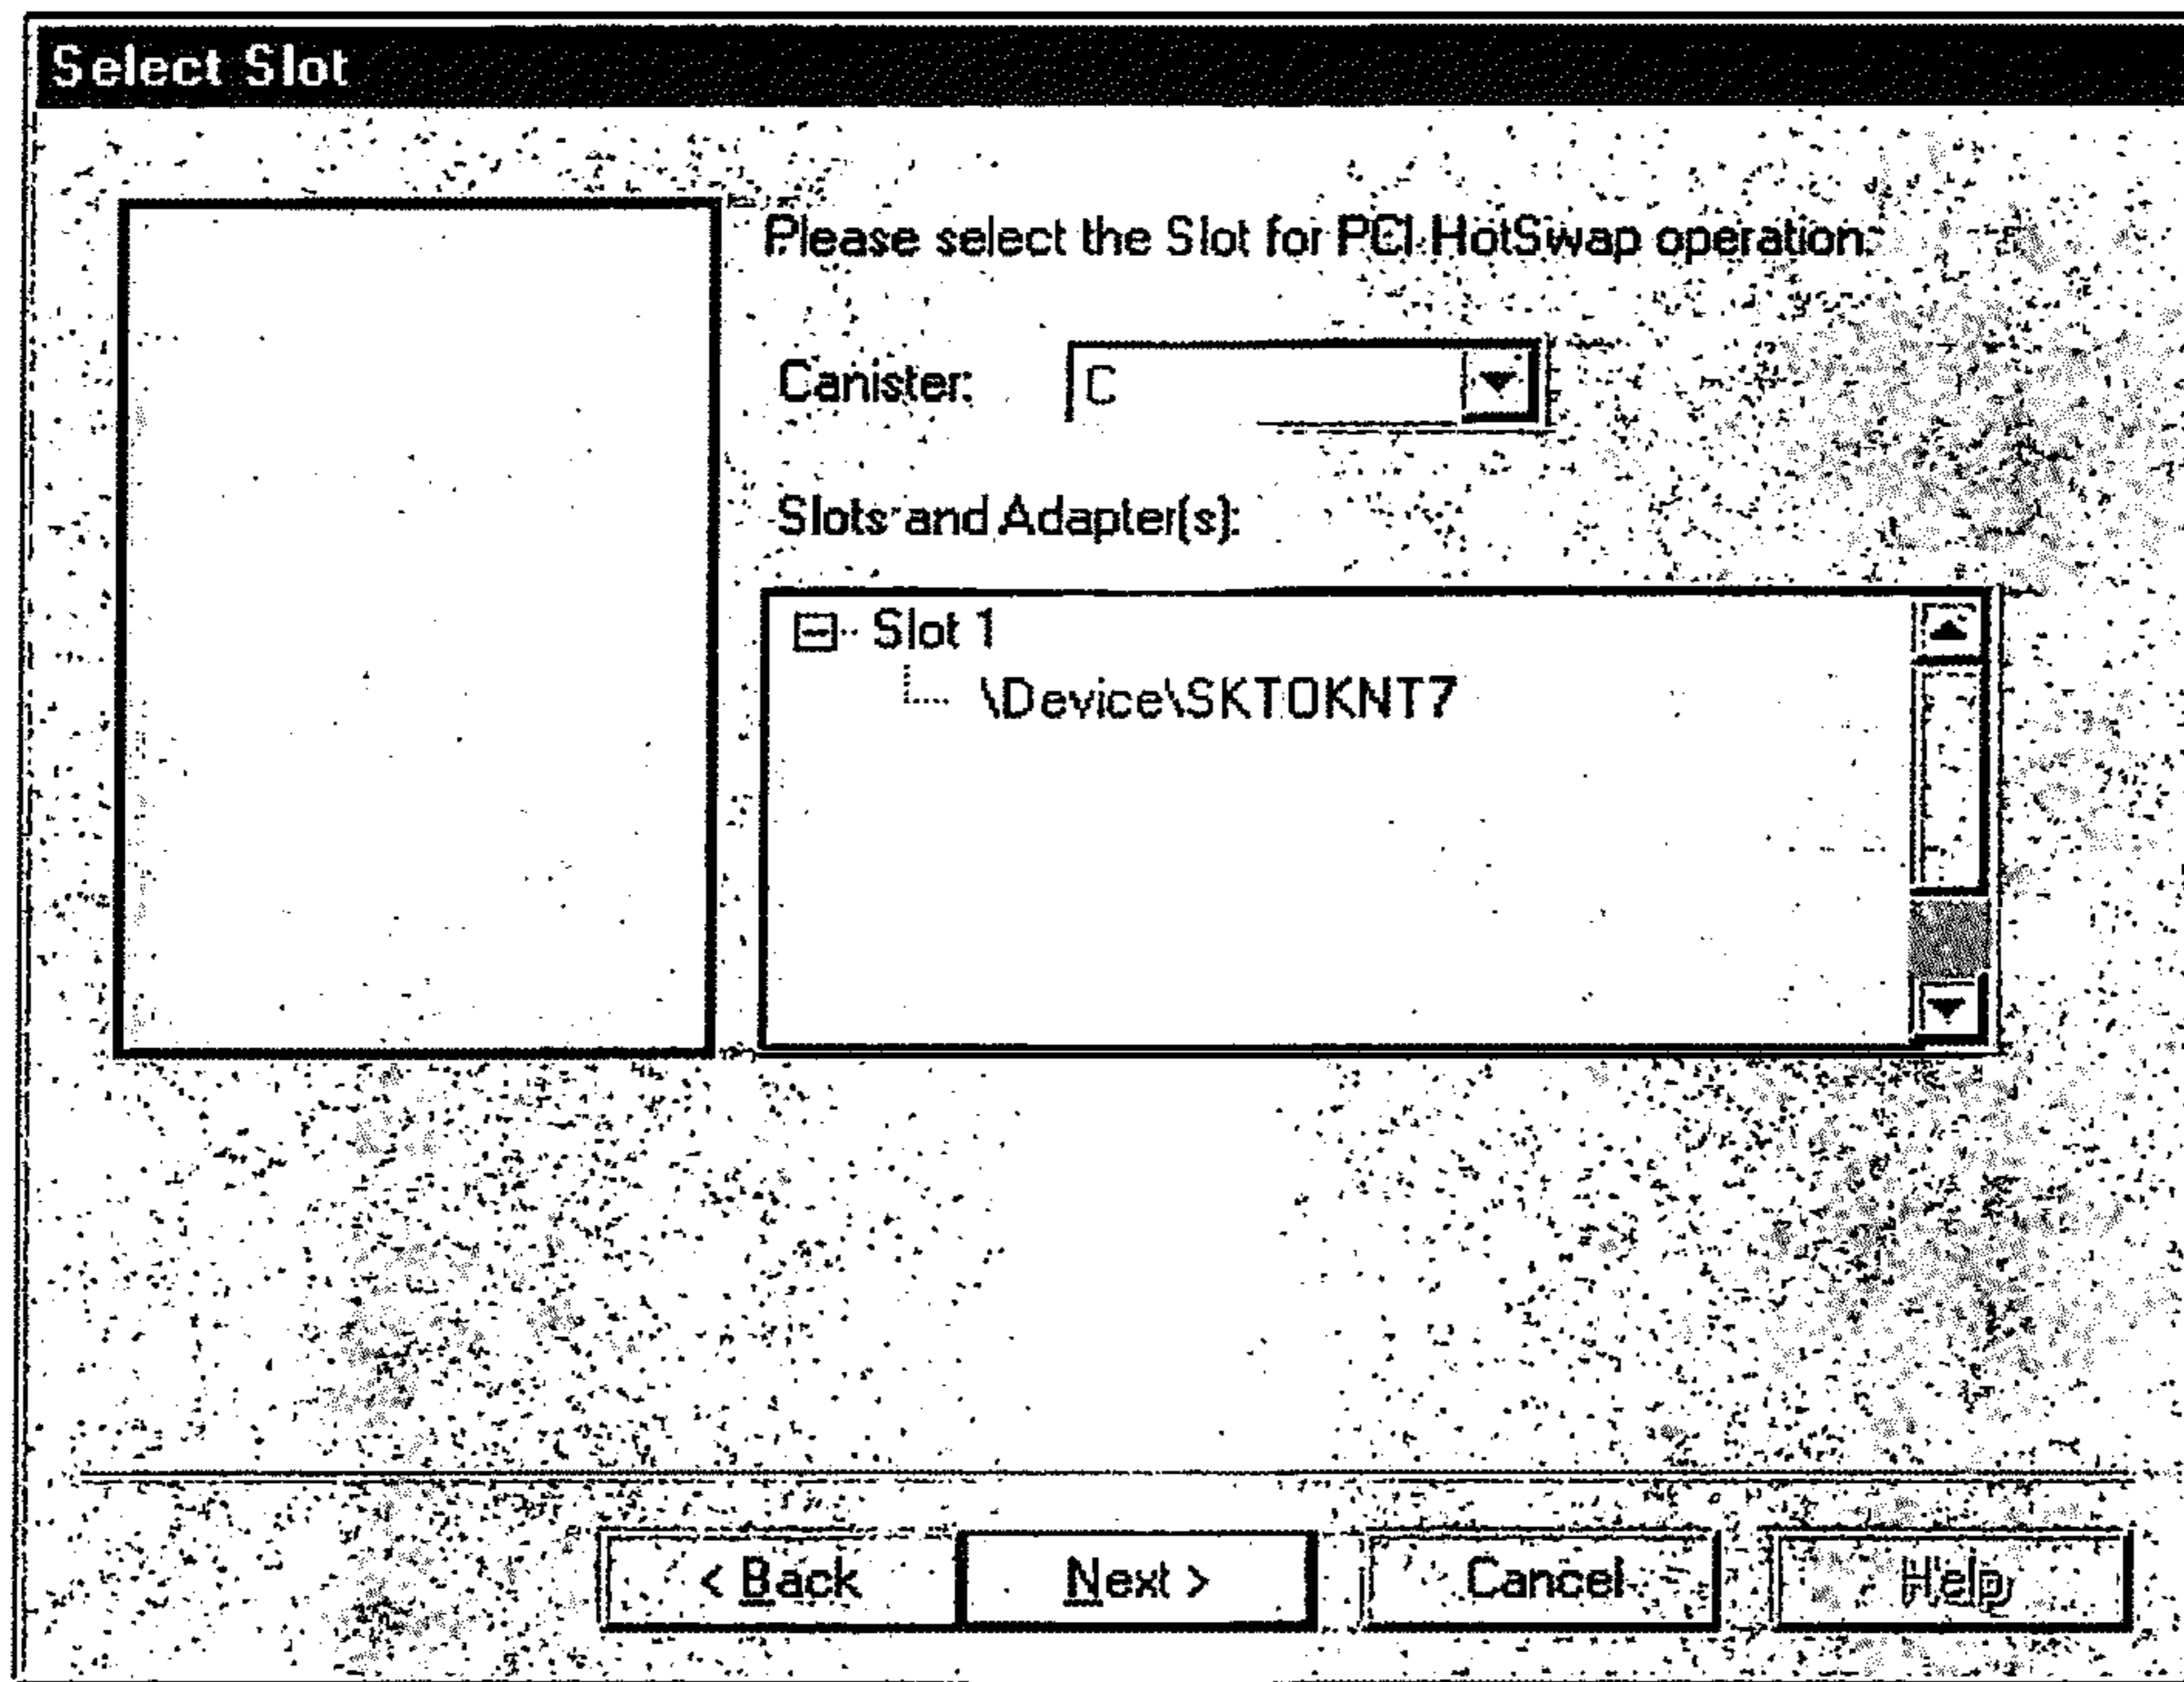 Select Slot
Please select the Slot for PCI HotSwap operation.
Canister: C
Slots and Adapter(s):
Slot 1
\Device\SKTOKNT7
< Back Next > Cancel Help